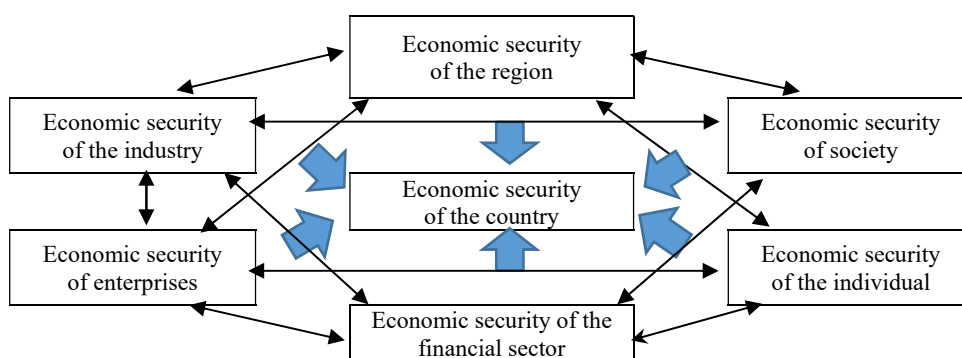 Economic security
of the region
Economic security
of the industry
Economic security
of society
Economic security
of the country
Economic security
of enterprises
Economic security
of the individual
Economic security of the
financial sector